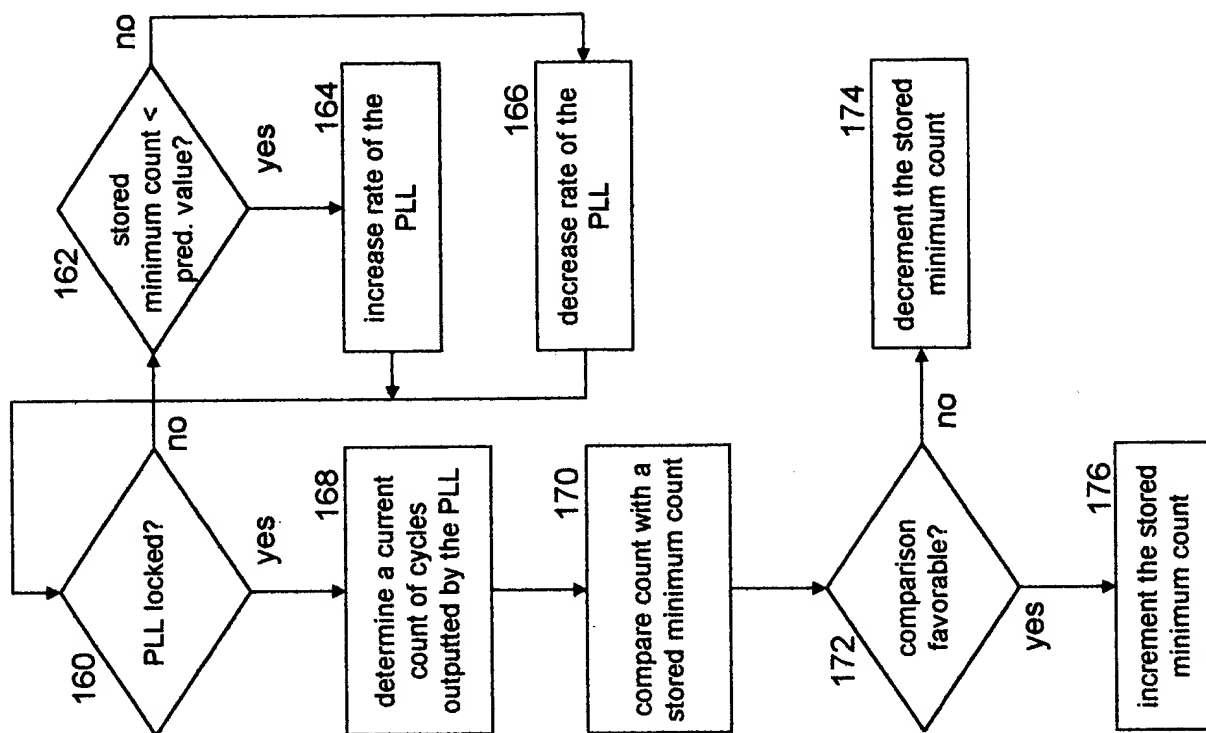 160
PLL locked?
no
yes
162
stored
minimum count <
pred. value?
no
yes
164
increase rate of the
PLL
166
decrease rate of the
PLL
168
determine a current
count of cycles
outputted by the PLL
170
compare count with a
stored minimum count
172
comparison
favorable?
no
yes
174
decrement the stored
minimum count
176
increment the stored
minimum count